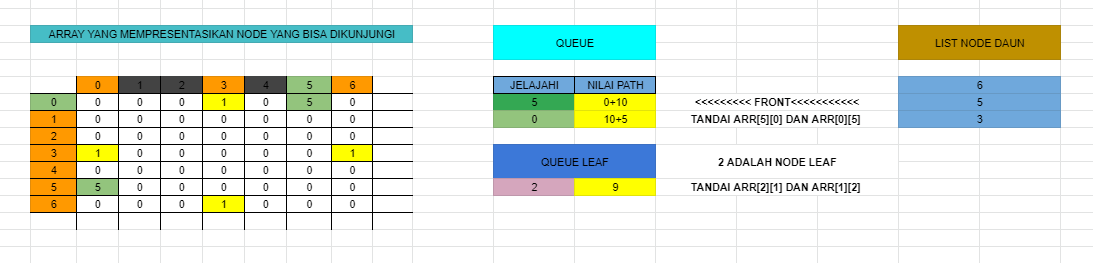 ARRAY YANG MEMPRESENTASIKAN NODE YANG BISA DIKUNJUNGI
QUEUE
LIST NODE DAUN
0 1 2 3 4 5 6
JELAJAHI NILAI PATH
6
0 0 0 0 1 0 5 0
5 0+10
<<<<<<<<< FRONT<<<<<<<<<<<
5
1 0 0 0 0 0 0 0
0 10+5
TANDAI ARR[5][0] DAN ARR[0][5]
3
2 0 0 0 0 0 0 0
3 1 0 0 0 0 0 1
4 0 0 0 0 0 0 0
QUEUE LEAF
2 ADALAH NODE LEAF
5 5 0 0 0 0 0 0
2 9
TANDAI ARR[2][1] DAN ARR[1][2]
6 0 0 0 1 0 0 0